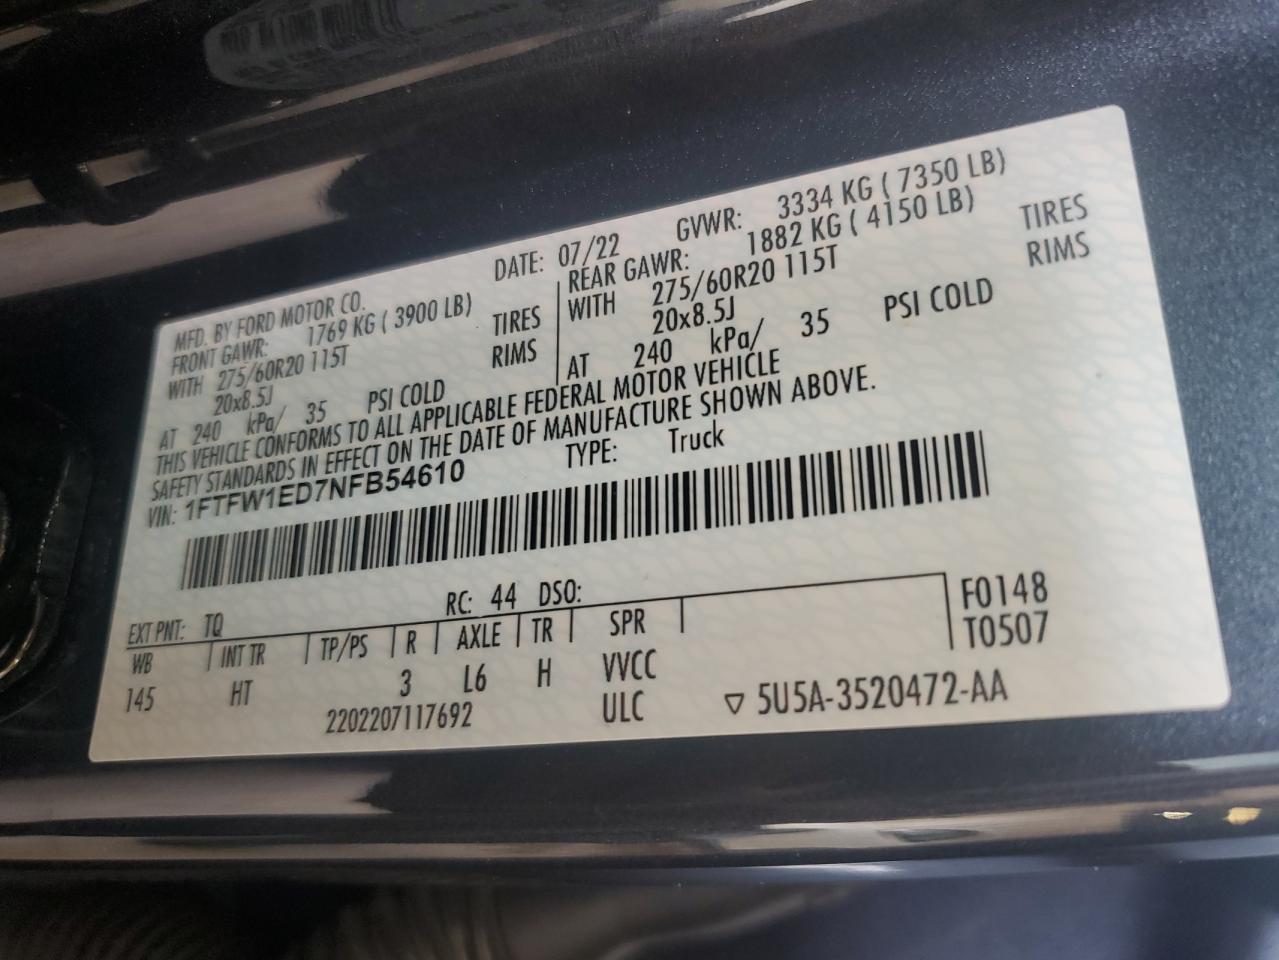 MFD. BY FORD MOTOR CO.
DATE: 07/22
GVWR: 3334 KG ( 7350 LB)
FRONT GAWR: 1769 KG ( 3900 LB)
REAR GAWR: 1882 KG ( 4150 LB)
WITH 275/60R20 115T TIRES
WITH 275/60R20 115T TIRES
20x8.5J RIMS
20x8.5J RIMS
AT 240 kPa/ 35 PSI COLD
AT 240 kPa/ 35 PSI COLD
THIS VEHICLE CONFORMS TO ALL APPLICABLE FEDERAL MOTOR VEHICLE
SAFETY STANDARDS IN EFFECT ON THE DATE OF MANUFACTURE SHOWN ABOVE.
VIN: 1FTFW1ED7NFB54610
TYPE: Truck
EXT PNT: TQ RC: 44 DSO:
WB INT TR TP/PS R AXLE TR SPR F0148
T0507
145 HT 3 L6 H VVCC
2202207117692 ULC ▽ 5U5A-3520472-AA